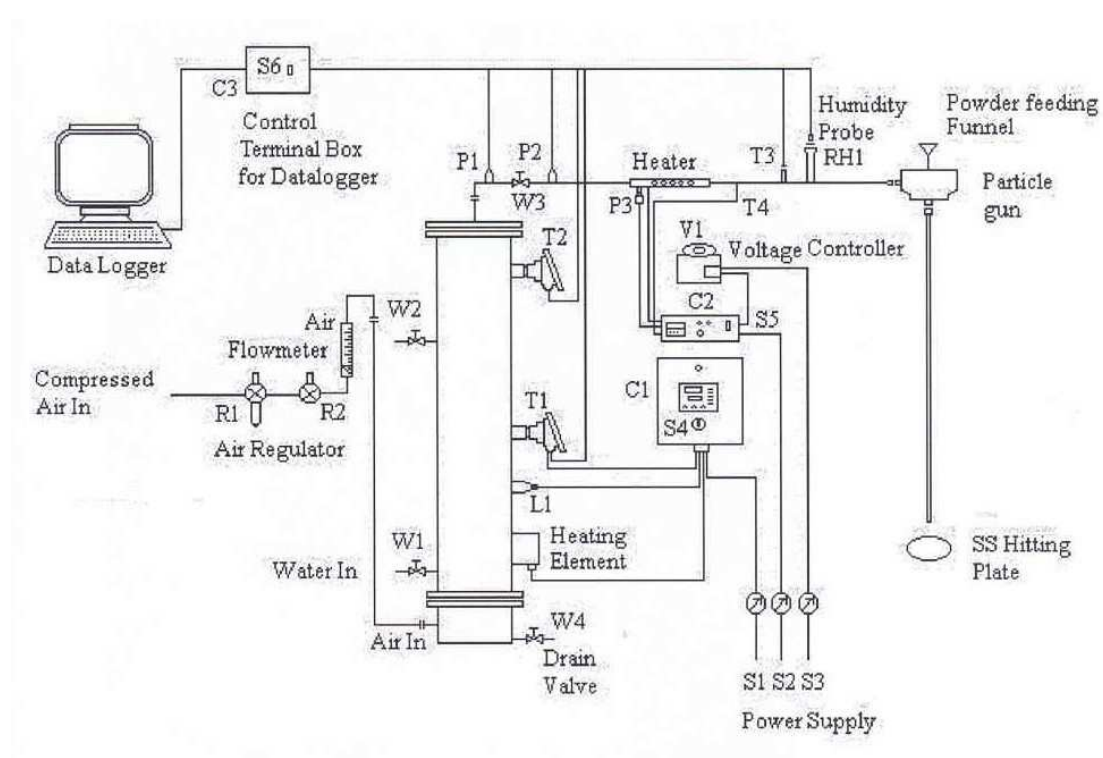 S6
C3
Control
Terminal Box
for Datalogger
Data Logger
P1
P2
W3
Heater
P3
T3
T4
Humidity
Probe
RH1
Powder feeding
Funnel
Particle
gun
T2
V1
Voltage Controller
C2
S5
W2
Air
Flowmeter
Compressed
Air In
R1
R2
Air Regulator
T1
C1
S4
L1
W1
Water In
Heating
Element
SS Hitting
Plate
Air In
W4
Drain
Valve
S1 S2 S3
Power Supply